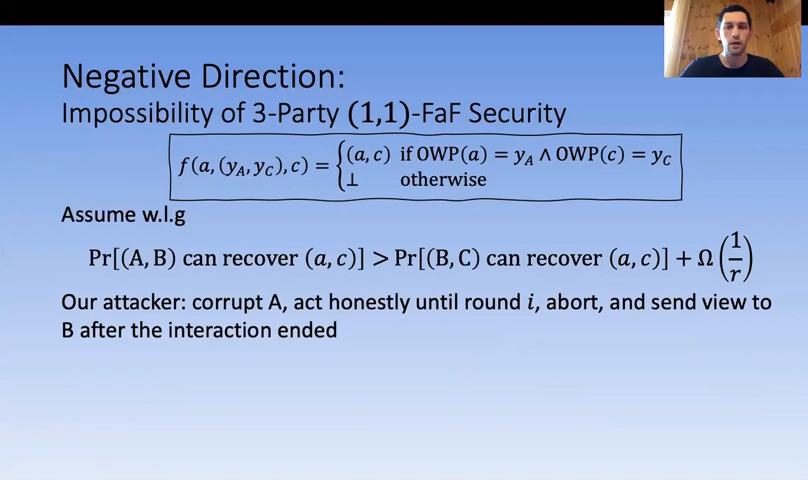 Negative Direction:
Impossibility of 3-Party (1,1)-FaF Security
f(a, (y_A, y_C), c) = { (a, c) if OWP(a) = y_A ∧ OWP(c) = y_C
⊥ otherwise
Assume w.l.g
Pr[(A, B) can recover (a, c)] > Pr[(B, C) can recover (a, c)] + Ω(1/r)
Our attacker: corrupt A, act honestly until round i, abort, and send view to
B after the interaction ended